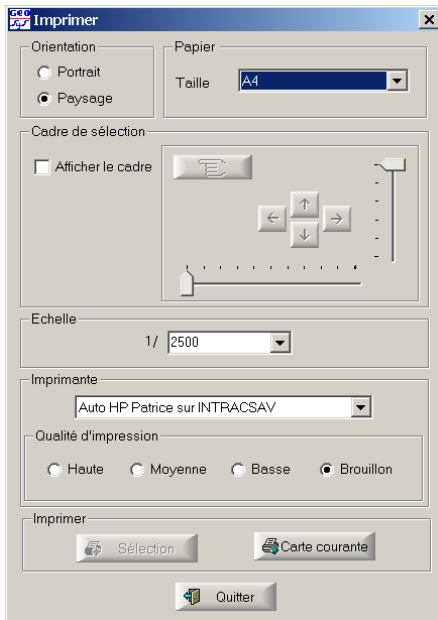 GEO
Imprimer
Orientation
Portrait
Paysage
Papier
Taille
A4
Cadre de sélection
Afficher le cadre
Echelle
1/ 2500
Imprimante
Auto HP Patrice sur INTRACSAV
Qualité d'impression
Haute
Moyenne
Basse
Brouillon
Imprimer
Sélection
Carte courante
Quitter